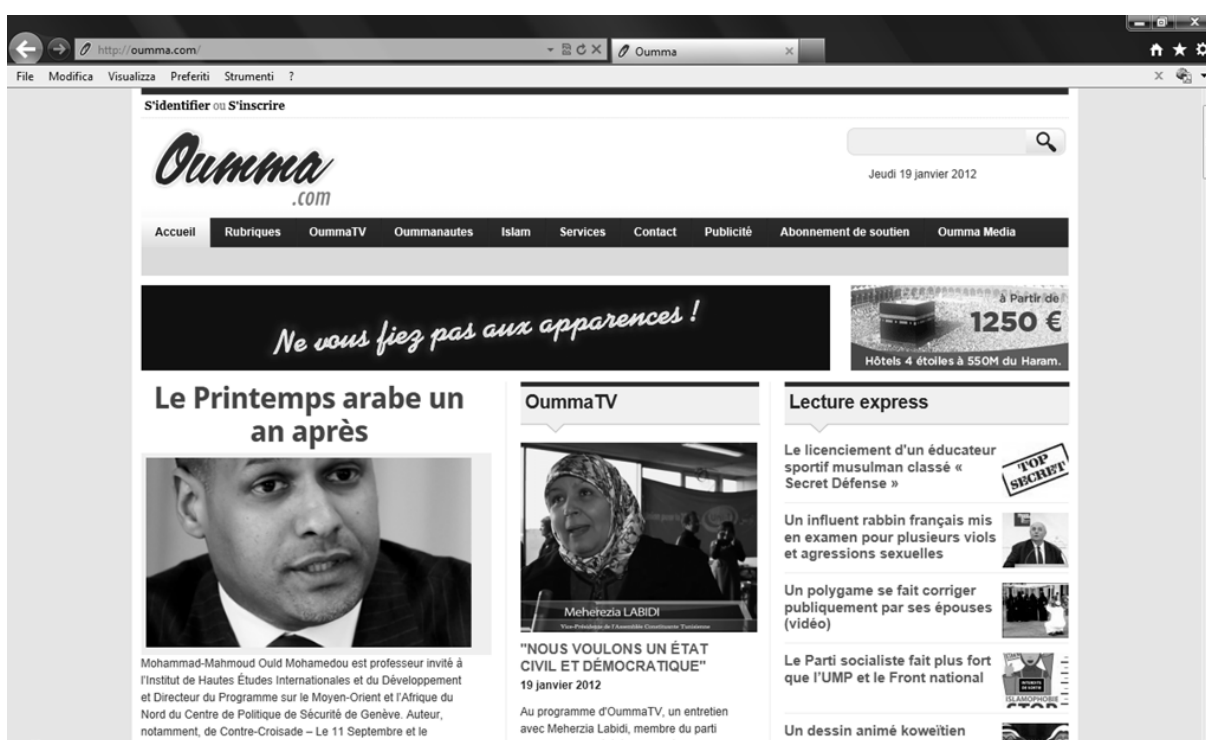 http://oumma.com/
Oumma
File Modifica Visualizza Preferiti Strumenti ?
S'identifier ou S'inscrire
Oumma
.com
Jeudi 19 janvier 2012
Accueil Rubriques OummaTV Oummanautes Islam Services Contact Publicité Abonnement de soutien Oumma Media
Ne vous fiez pas aux apparences !
à Partir de
1250 €
Hôtels 4 étoiles à 550M du Haram.
Le Printemps arabe un
an après
Mohammad-Mahmoud Ould Mohamedou est professeur invité à
l'Institut de Hautes Études Internationales et du Développement
et Directeur du Programme sur le Moyen-Orient et l'Afrique du
Nord du Centre de Politique de Sécurité de Genève. Auteur,
notamment, de Contre-Croisade – Le 11 Septembre et le
OummaTV
Meherezia LABIDI
Vice-Présidente de l'Assemblée Constituante Tunisienne
"NOUS VOULONS UN ÉTAT
CIVIL ET DÉMOCRATIQUE"
19 janvier 2012
Au programme d'OummaTV, un entretien
avec Meherzia Labidi, membre du parti
Lecture express
Le licenciement d'un éducateur
sportif musulman classé «
Secret Défense »
TOP
SECRET
Un influent rabbin français mis
en examen pour plusieurs viols
et agressions sexuelles
Un polygame se fait corriger
publiquement par ses épouses
(vidéo)
Le Parti socialiste fait plus fort
que l'UMP et le Front national
ISLAMOPHOBIE
STOP
Un dessin animé koweïtien